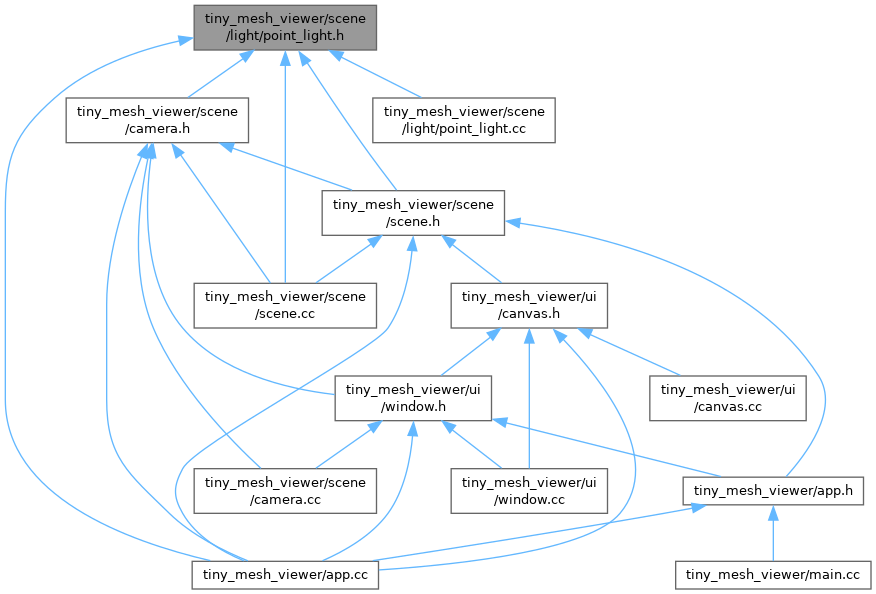 tiny_mesh_viewer/scene
/light/point_light.h
tiny_mesh_viewer/scene
/camera.h
tiny_mesh_viewer/scene
/light/point_light.cc
tiny_mesh_viewer/scene
/scene.h
tiny_mesh_viewer/scene
/scene.cc
tiny_mesh_viewer/ui
/canvas.h
tiny_mesh_viewer/ui
/window.h
tiny_mesh_viewer/ui
/canvas.cc
tiny_mesh_viewer/scene
/camera.cc
tiny_mesh_viewer/ui
/window.cc
tiny_mesh_viewer/app.h
tiny_mesh_viewer/app.cc
tiny_mesh_viewer/main.cc